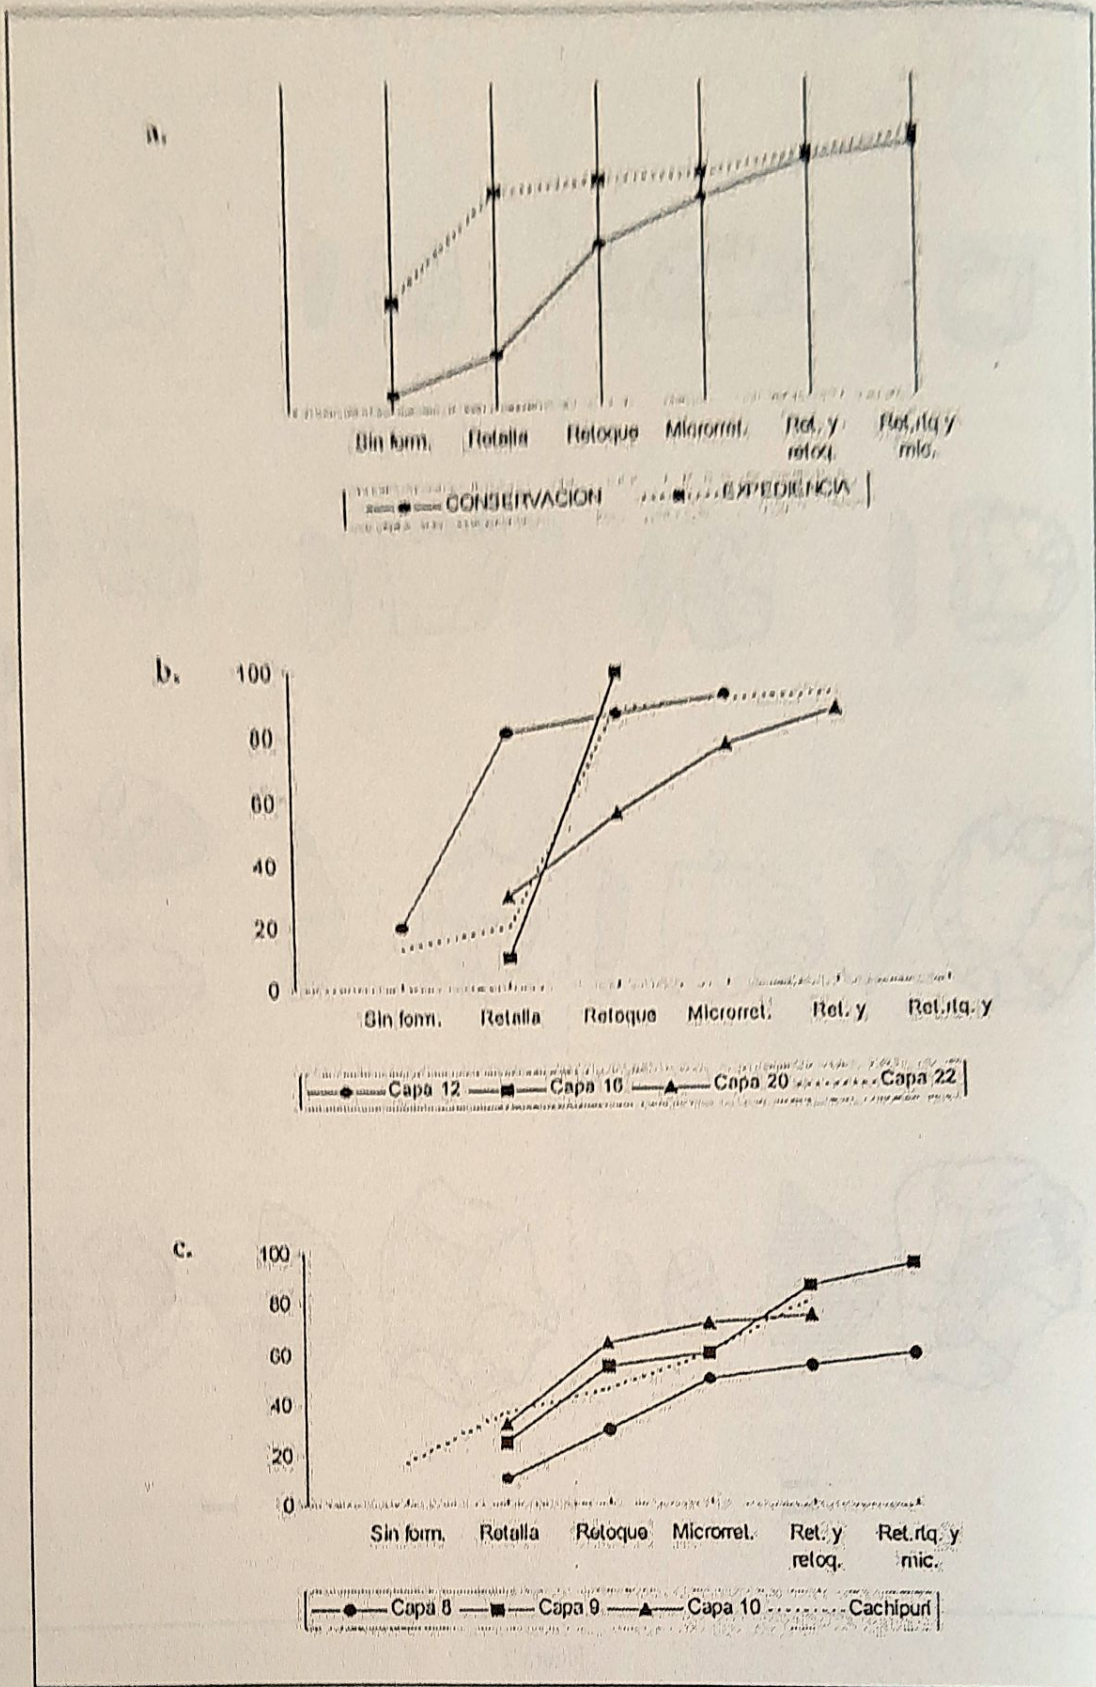 a.
Sin form. Retalla Retoque Microrret. Ret. y Ret.rtq y
retoq. mic.
CONSERVACION EXPEDIENCIA
b.
100
80
60
40
20
0
Sin form. Retalla Retoque Microrret. Ret. y Ret.rtq. y
Capa 12 Capa 16 Capa 20 Capa 22
c.
100
80
60
40
20
0
Sin form. Retalla Retoque Microrret. Ret. y Ret.rtq. y
retoq. mic.
Capa 8 Capa 9 Capa 10 Cachipuri